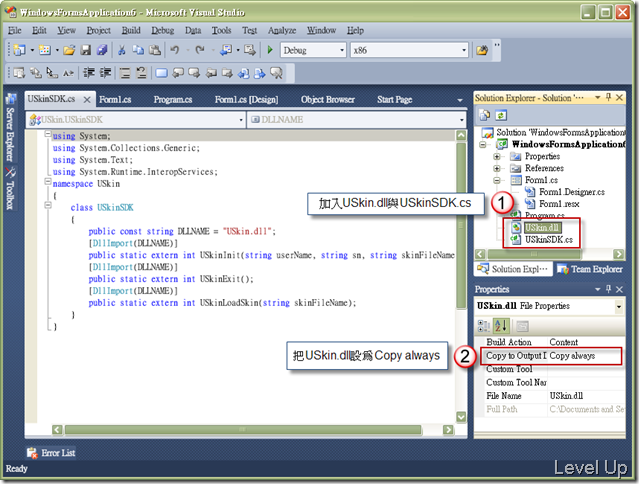 WindowsFormsApplication6 - Microsoft Visual Studio
File Edit View Project Build Debug Data Tools Test Analyze Window Help
Debug x86
USkinSDK.cs Form1.cs Program.cs Form1.cs [Design] Object Browser Start Page
USkin.USkinSDK DLLNAME
Server Explorer
Toolbox
using System;
using System.Collections.Generic;
using System.Text;
using System.Runtime.InteropServices;
namespace USkin
{
class USkinSDK
{
public const string DLLNAME = "USkin.dll";
[DllImport(DLLNAME)]
public static extern int USkinInit(string userName, string sn, string skinFileName
[DllImport(DLLNAME)]
public static extern int USkinExit();
[DllImport(DLLNAME)]
public static extern int USkinLoadSkin(string skinFileName);
}
}
加入USkin.dll與USkinSDK.cs
1
把USkin.dll設為Copy always
2
Solution Explorer - Solution '...
Solution 'WindowsFormsApplication
WindowsFormsApplication6
Properties
References
Form1.cs
Form1.Designer.cs
Form1.resx
Program.cs
USkin.dll
USkinSDK.cs
Solution Expl... Team Explorer
Properties
USkin.dll File Properties
Build Action Content
Copy to Output D Copy always
Custom Tool
Custom Tool Nar
File Name USkin.dll
Full Path C:\Documents and Se
Error List
Ready
Level Up